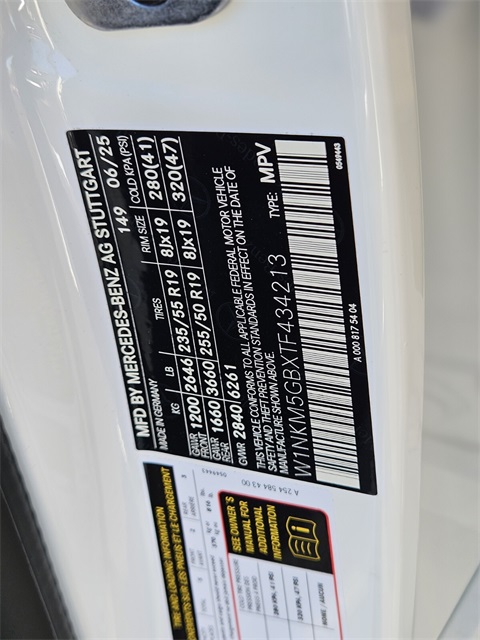 MFD BY MERCEDES-BENZ AG STUTTGART
MADE IN GERMANY 149 06/25
KG LB TIRES RIM SIZE COLD KPA(PSI)
GAWR FRONT 1200 2646 235/55 R19 8Jx19 280(41)
GAWR REAR 1660 3660 255/50 R19 8Jx19 320(47)
GVWR 2840 6261
THIS VEHICLE CONFORMS TO ALL APPLICABLE FEDERAL MOTOR VEHICLE
SAFETY AND THEFT PREVENTION STANDARDS IN EFFECT ON THE DATE OF
MANUFACTURE SHOWN ABOVE.
W1NKM5GBXTF434213 TYPE: MPV
A 000 817 54 04
0569463
A 254 584 43 00
TIRE AND LOADING INFORMATION
SEE OWNER'S
MANUAL FOR
ADDITIONAL
INFORMATION